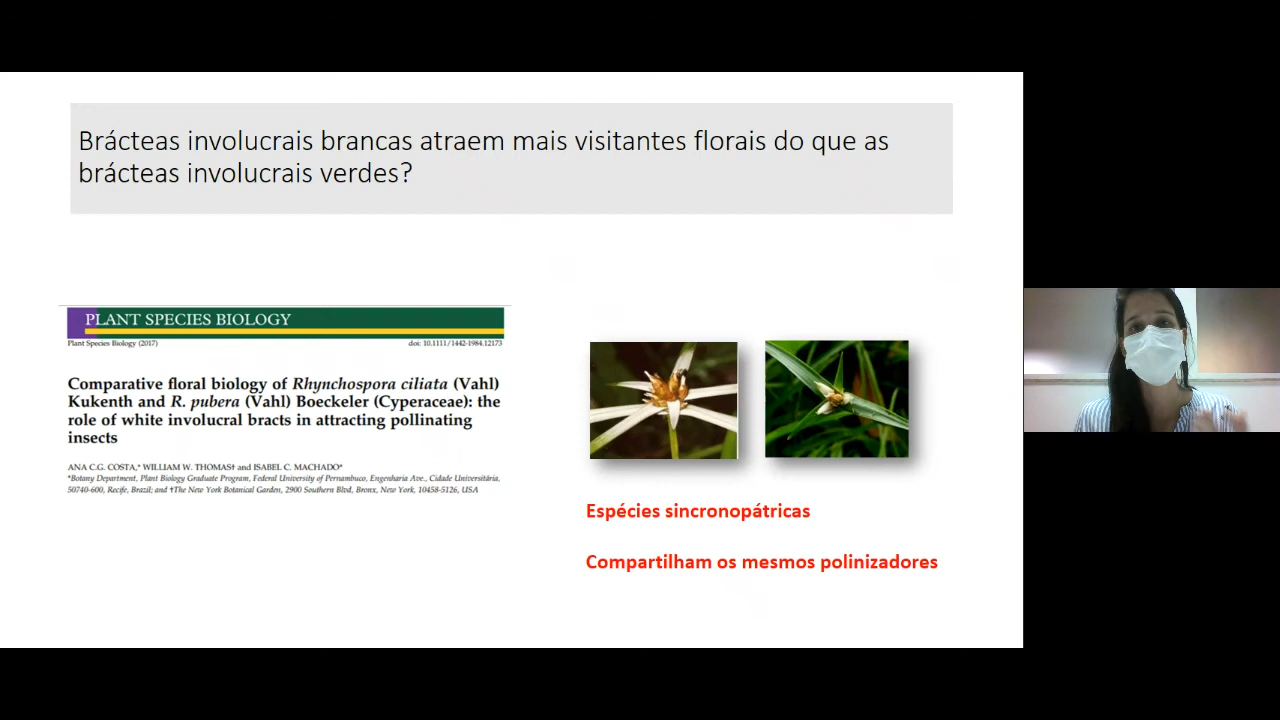 Brácteas involucrais brancas atraem mais visitantes florais do que as
brácteas involucrais verdes?
PLANT SPECIES BIOLOGY
Plant Species Biology (2017)
doi: 10.1111/1442-1984.12173
Comparative floral biology of Rhynchospora ciliata (Vahl)
Kukenth and R. pubera (Vahl) Boeckeler (Cyperaceae): the
role of white involucral bracts in attracting pollinating
insects
ANA C.G. COSTA,* WILLIAM W. THOMAS† and ISABEL C. MACHADO*
*Botany Department, Plant Biology Graduate Program, Federal University of Pernambuco, Engenharia Ave., Cidade Universitária,
50740-600, Recife, Brazil; and †The New York Botanical Garden, 2900 Southern Blvd, Bronx, New York, 10458-5126, USA
Espécies sincronopátricas
Compartilham os mesmos polinizadores